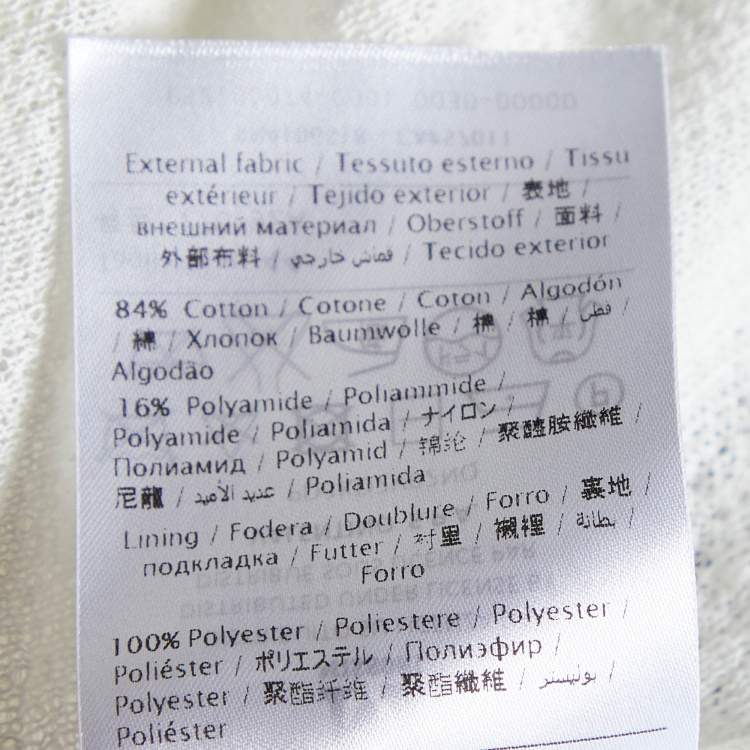 External fabric / Tessuto esterno / Tissu
extérieur / Tejido exterior / 表地 /
внешний материал / Oberstoff / 面料 /
外部布料 / قماش خارجي / Tecido exterior
84% Cotton / Cotone / Coton / Algodón
/ 綿 / Хлопок / Baumwolle / 棉 / 棉 / قطن /
Algodão
16% Polyamide / Poliammide /
Polyamide / Poliamida / ナイロン /
Полиамид / Polyamid / 锦纶 / 聚醯胺纖維 /
尼龍 / عديد الأميد / Poliamida
Lining / Fodera / Doublure / Forro / 裏地 /
подкладка / Futter / 衬里 / 襯裡 / بطانة /
Forro
100% Polyester / Poliestere / Polyester /
Poliéster / ポリエステル / Полиэфир /
Polyester / 聚酯纤维 / 聚酯纖維 / بوليستر /
Poliéster